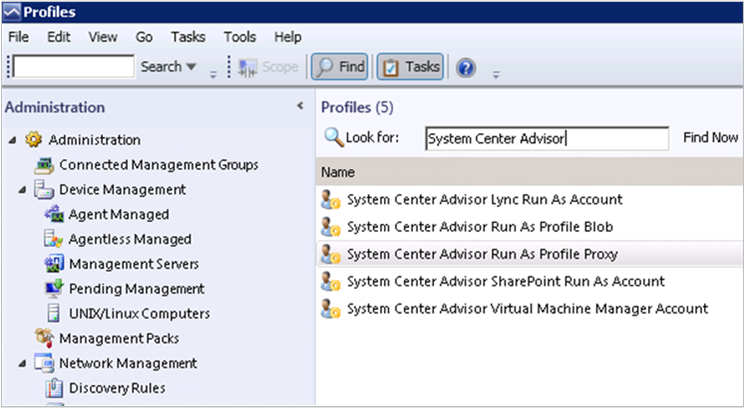 Profiles
File Edit View Go Tasks Tools Help
Search Scope Find Tasks
Administration
Administration
Connected Management Groups
Device Management
Agent Managed
Agentless Managed
Management Servers
Pending Management
UNIX/Linux Computers
Management Packs
Network Management
Discovery Rules
Profiles (5)
Look for: System Center Advisor Find Now
Name
System Center Advisor Lync Run As Account
System Center Advisor Run As Profile Blob
System Center Advisor Run As Profile Proxy
System Center Advisor SharePoint Run As Account
System Center Advisor Virtual Machine Manager Account